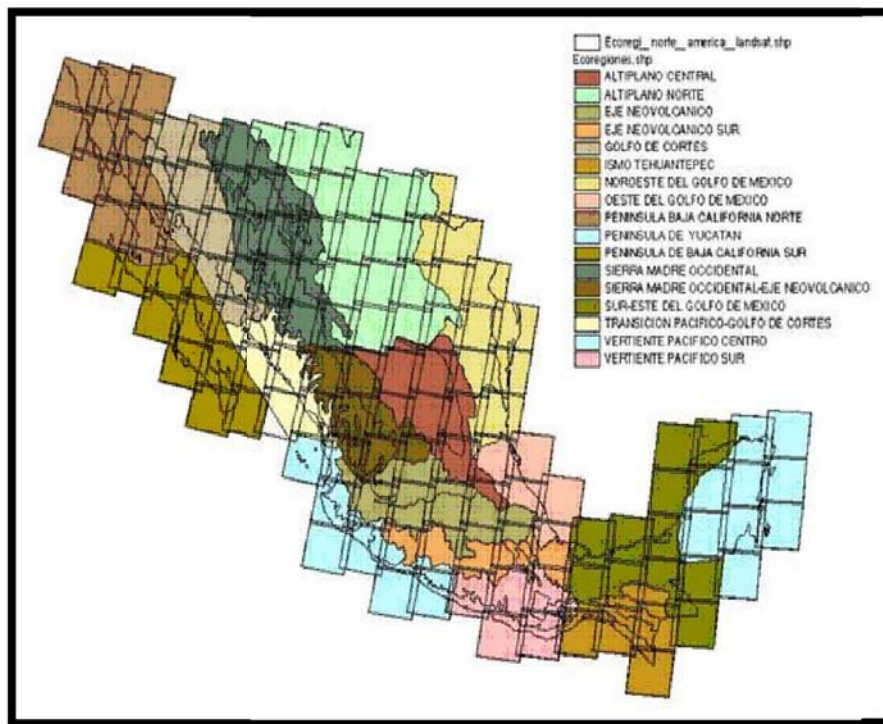 Ecoregi_norte_america_landsat.shp
Ecoregiones.shp
ALTIPLANO CENTRAL
ALTIPLANO NORTE
EJE NEOVOLCANICO
EJE NEOVOLCANICO SUR
GOLFO DE CORTES
ISMO TEHUANTEPEC
NOROESTE DEL GOLFO DE MEXICO
OESTE DEL GOLFO DE MEXICO
PENINSULA BAJA CALIFORNIA NORTE
PENINSULA DE YUCATAN
PENINSULA DE BAJA CALIFORNIA SUR
SIERRA MADRE OCCIDENTAL
SIERRA MADRE OCCIDENTAL-EJE NEOVOLCANICO
SUR-ESTE DEL GOLFO DE MEXICO
TRANSICION PACIFICO-GOLFO DE CORTES
VERTIENTE PACIFICO CENTRO
VERTIENTE PACIFICO SUR